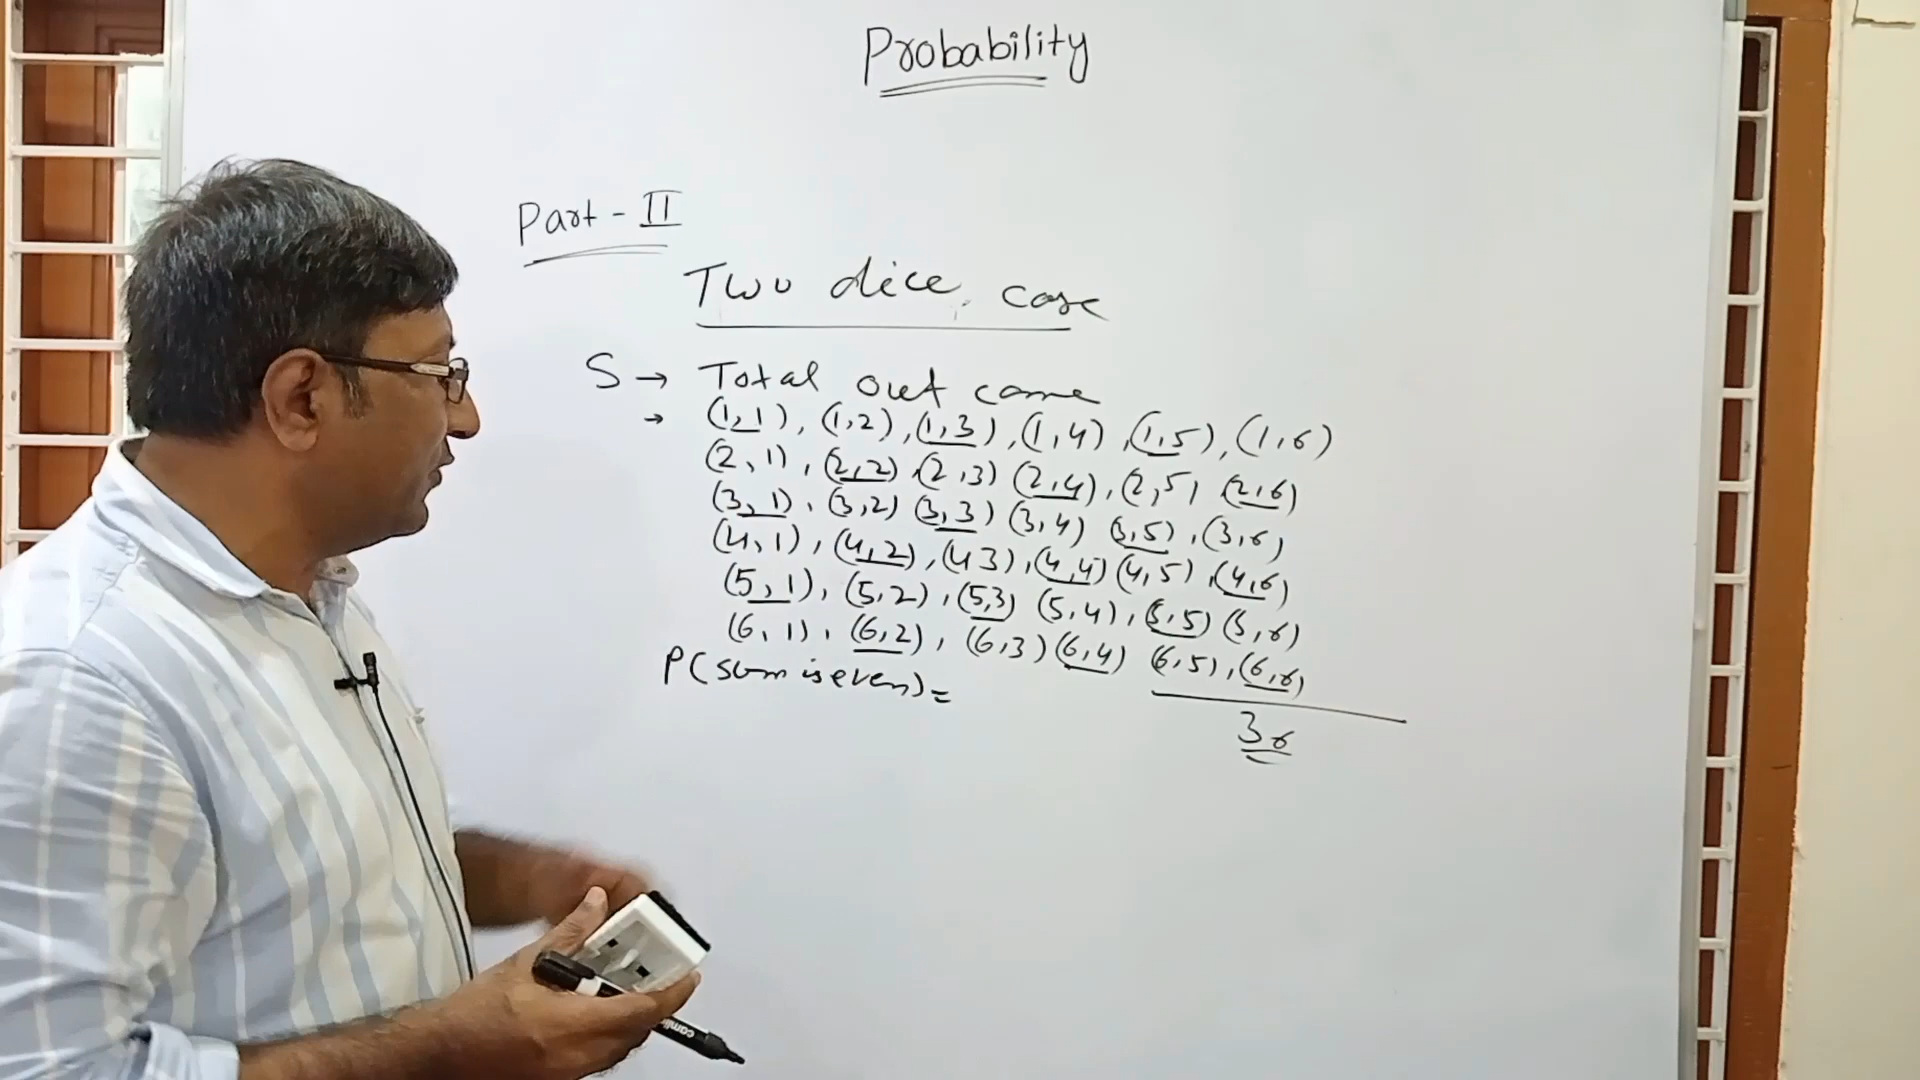 Probability
Part - II
Two dice case
S → Total out come
→ (1,1), (1,2), (1,3), (1,4), (1,5), (1,6)
(2,1), (2,2), (2,3) (2,4), (2,5) (2,6)
(3,1), (3,2) (3,3) (3,4) (3,5), (3,6)
(4,1), (4,2), (4 3), (4,4) (4,5), (4,6)
(5,1), (5,2), (5,3) (5,4), (5,5) (5,6)
(6,1), (6,2), (6,3) (6,4) (6,5), (6,6)
P(sum is even) =
36
camlin